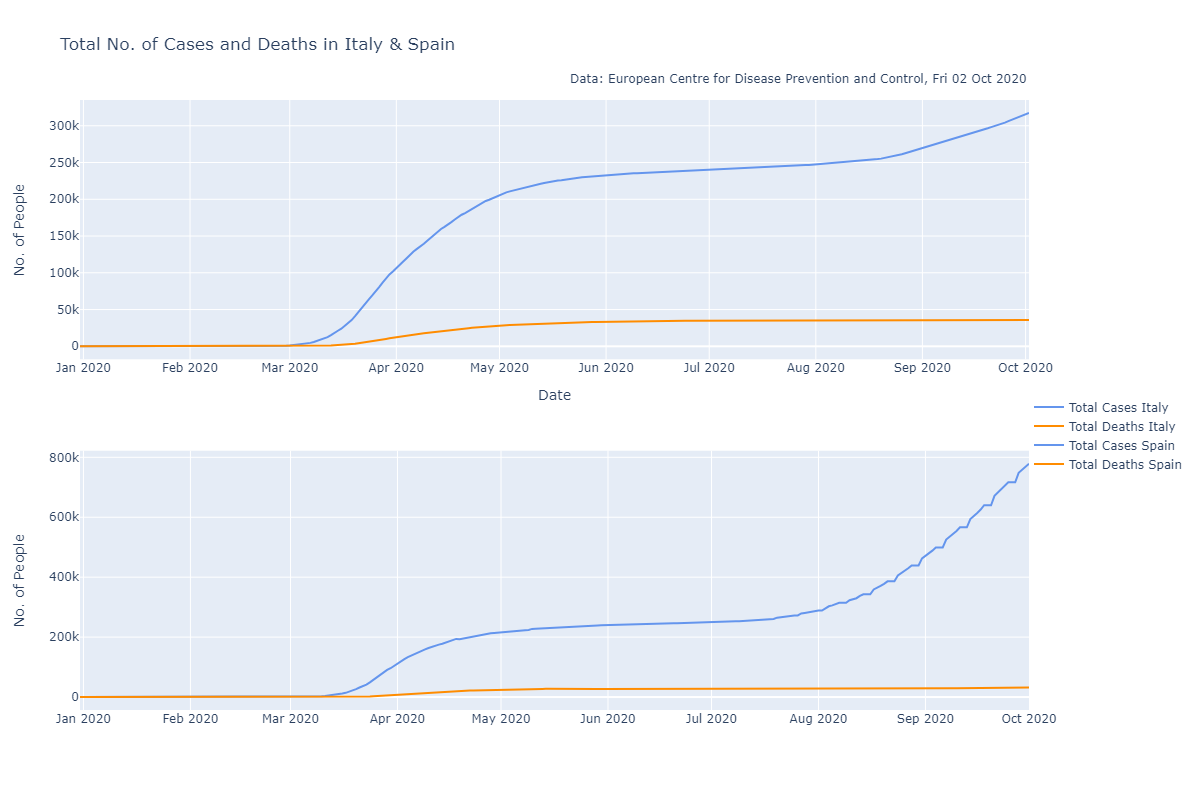 Total No. of Cases and Deaths in Italy & Spain
Data: European Centre for Disease Prevention and Control, Fri 02 Oct 2020
No. of People
300k
250k
200k
150k
100k
50k
0
Jan 2020 Feb 2020 Mar 2020 Apr 2020 May 2020 Jun 2020 Jul 2020 Aug 2020 Sep 2020 Oct 2020
Date
Total Cases Italy
Total Deaths Italy
Total Cases Spain
Total Deaths Spain
No. of People
800k
600k
400k
200k
0
Jan 2020 Feb 2020 Mar 2020 Apr 2020 May 2020 Jun 2020 Jul 2020 Aug 2020 Sep 2020 Oct 2020